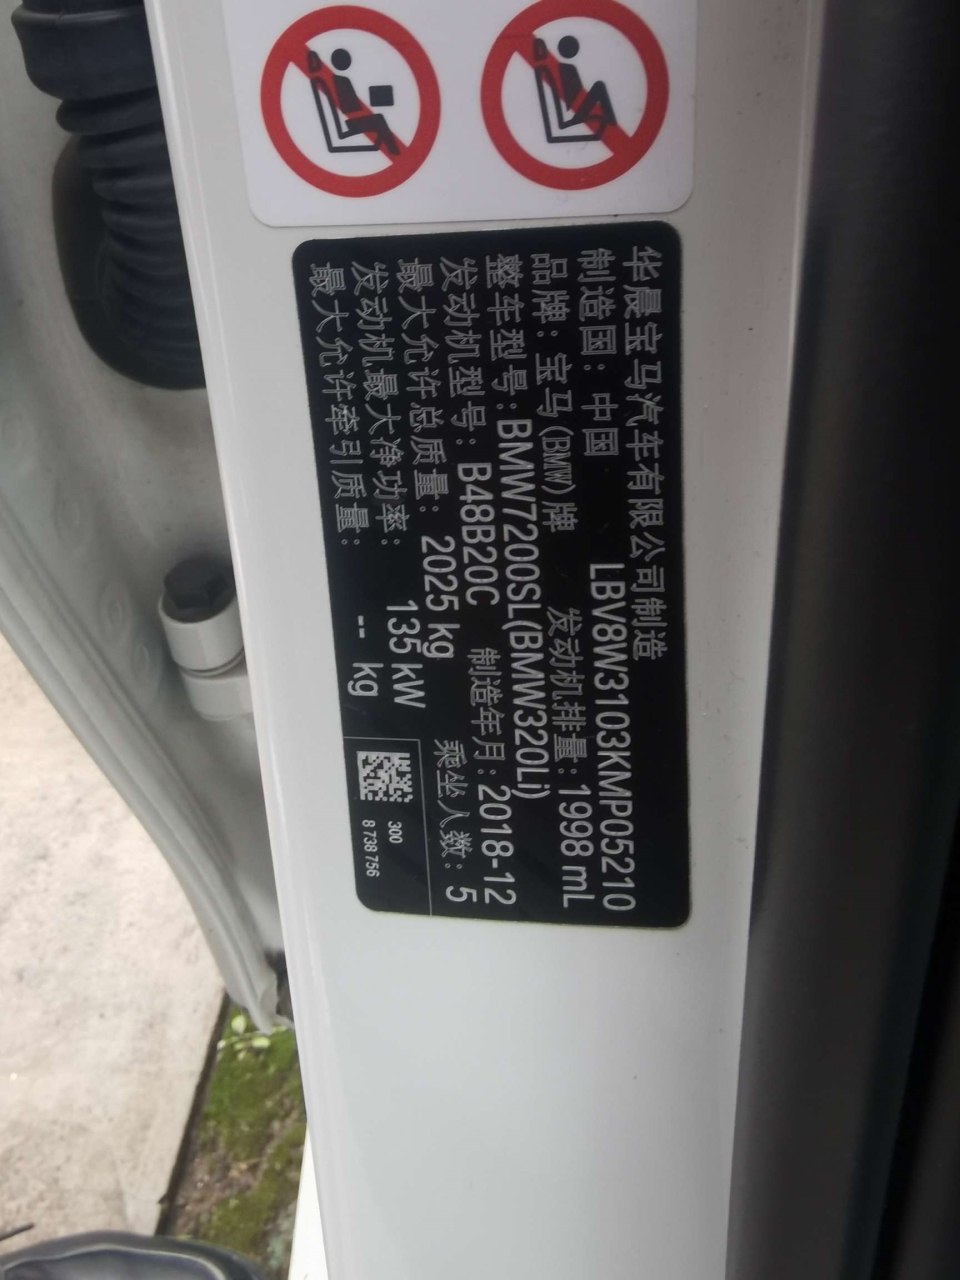 华晨宝马汽车有限公司制造
制造国：中国 LBV8W3103KMP05210
品牌：宝马(BMW)牌 发动机排量：1998 mL
整车型号：BMW7200SL(BMW320Li)
发动机型号：B48B20C 制造年月：2018-12
最大允许总质量：2025 kg 乘坐人数：5
发动机最大净功率：135 kW
最大允许牵引质量：-- kg
300
8 738 756